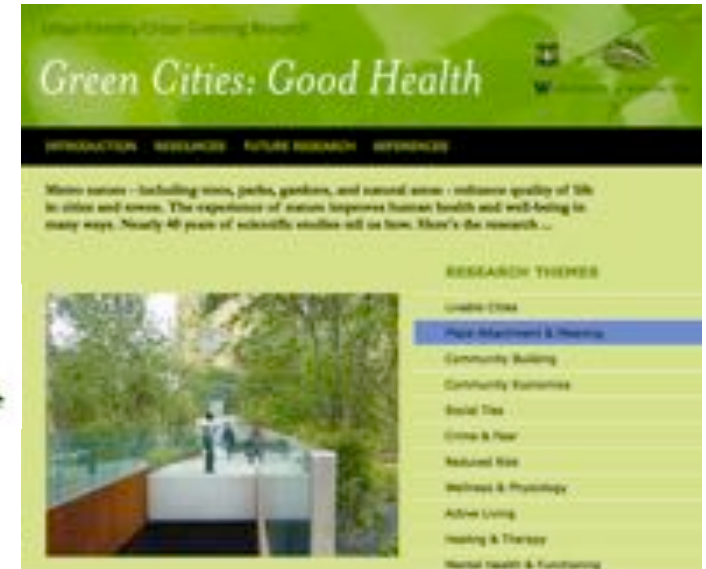 Urban Forestry/Urban Greening Research
Green Cities: Good Health
INTRODUCTION RESOURCES FUTURE RESEARCH REFERENCES
Metro nature - including trees, parks, gardens, and natural areas - enhance quality of life
in cities and towns. The experience of nature improves human health and well-being in
many ways. Nearly 40 years of scientific studies tell us how. Here's the research ...
RESEARCH THEMES
Livable Cities
Place Attachment & Meaning
Community Building
Community Economics
Social Ties
Crime & Fear
Reduced Risk
Wellness & Physiology
Active Living
Healing & Therapy
Mental Health & Functioning